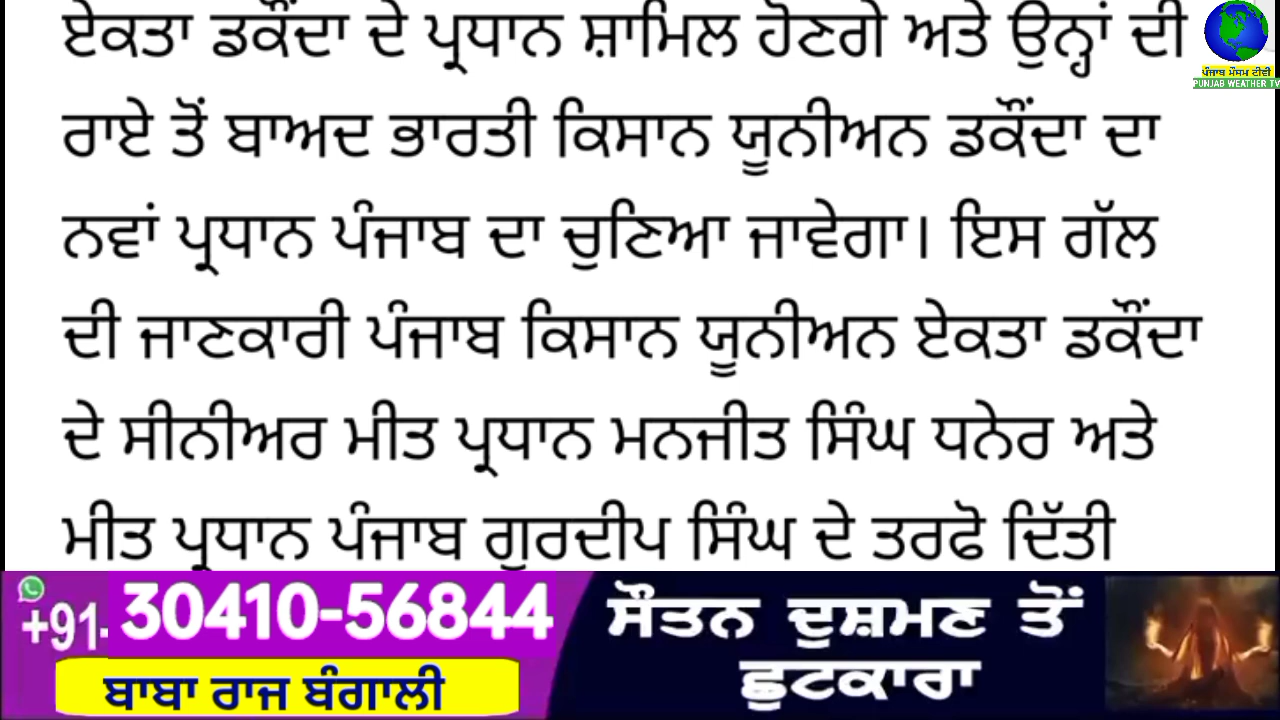 ਏਕਤਾ ਡਕੌਂਦਾ ਦੇ ਪ੍ਰਧਾਨ ਸ਼ਾਮਿਲ ਹੋਣਗੇ ਅਤੇ ਉਨ੍ਹਾਂ ਦੀ
ਰਾਏ ਤੋਂ ਬਾਅਦ ਭਾਰਤੀ ਕਿਸਾਨ ਯੂਨੀਅਨ ਡਕੌਂਦਾ ਦਾ
ਨਵਾਂ ਪ੍ਰਧਾਨ ਪੰਜਾਬ ਦਾ ਚੁਣਿਆ ਜਾਵੇਗਾ। ਇਸ ਗੱਲ
ਦੀ ਜਾਣਕਾਰੀ ਪੰਜਾਬ ਕਿਸਾਨ ਯੂਨੀਅਨ ਏਕਤਾ ਡਕੌਂਦਾ
ਦੇ ਸੀਨੀਅਰ ਮੀਤ ਪ੍ਰਧਾਨ ਮਨਜੀਤ ਸਿੰਘ ਧਨੇਰ ਅਤੇ
ਮੀਤ ਪ੍ਰਧਾਨ ਪੰਜਾਬ ਗੁਰਦੀਪ ਸਿੰਘ ਦੇ ਤਰਫੋ ਦਿੱਤੀ
ਪੰਜਾਬ ਮੌਸਮ ਟੀਵੀ
PUNJAB WEATHER TV
+91- 30410-56844
ਬਾਬਾ ਰਾਜ ਬੰਗਾਲੀ
ਸੌਤਨ ਦੁਸ਼ਮਣ ਤੋਂ
ਛੁਟਕਾਰਾ